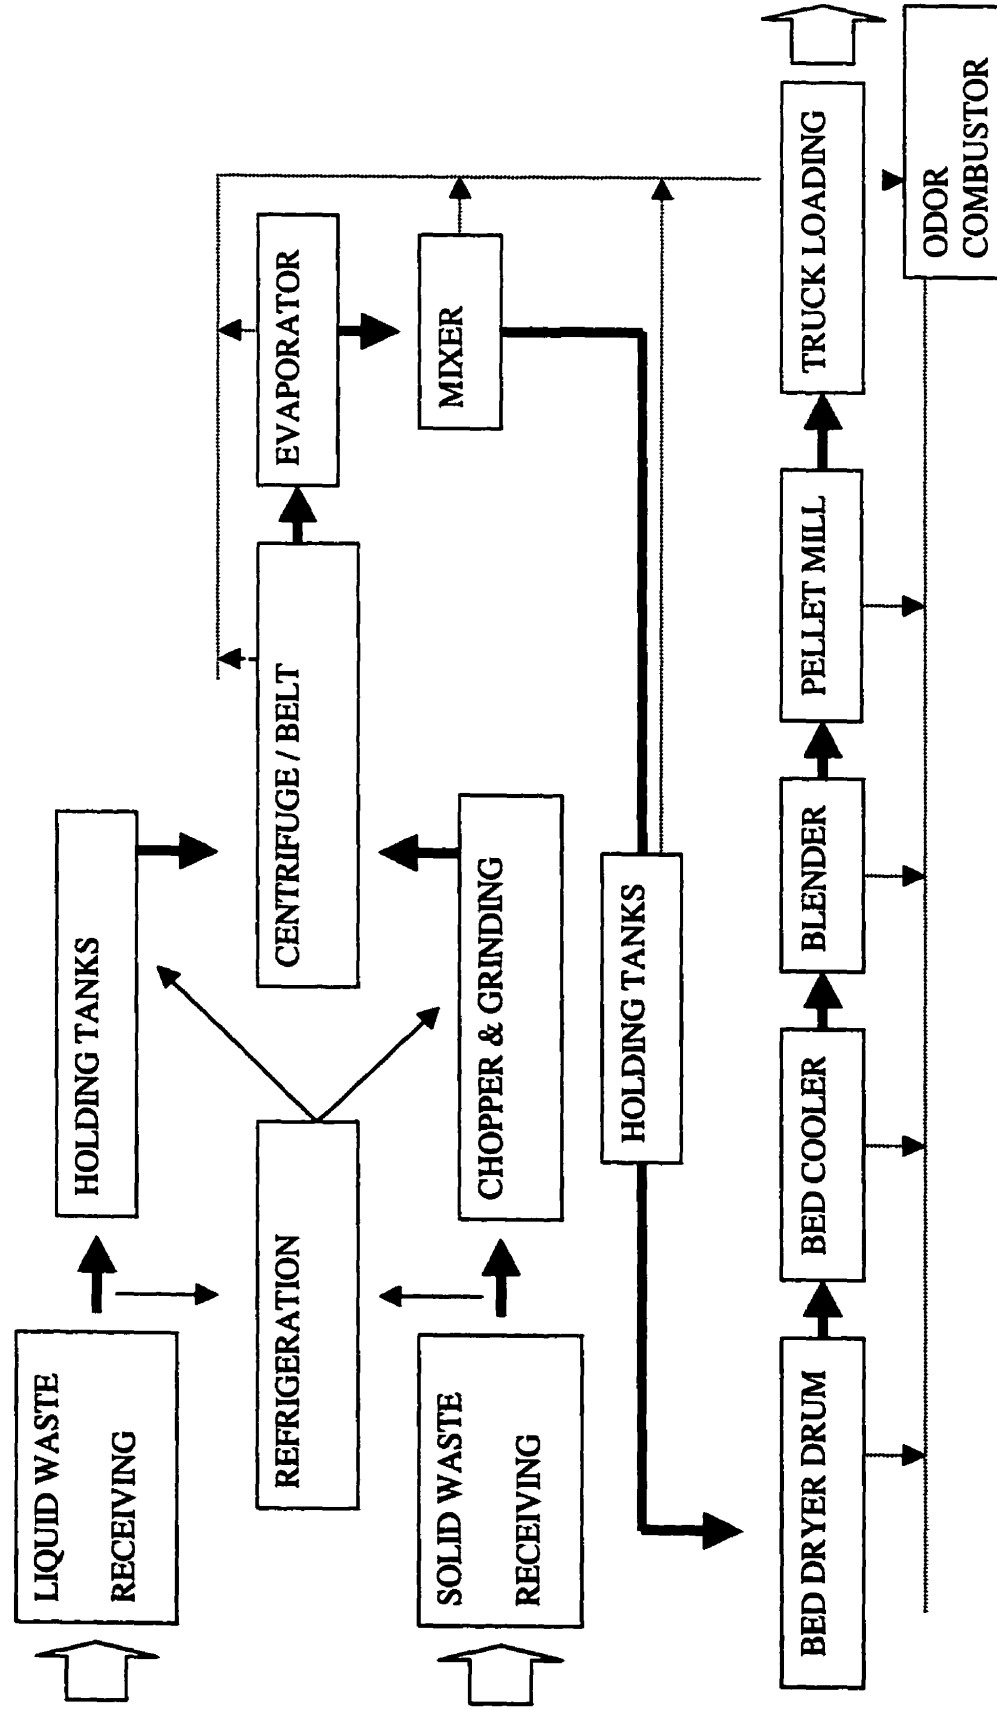 LIQUID WASTE
RECEIVING
HOLDING TANKS
REFRIGERATION
CENTRIFUGE / BELT
EVAPORATOR
SOLID WASTE
RECEIVING
CHOPPER & GRINDING
MIXER
HOLDING TANKS
BED DRYER DRUM
BED COOLER
BLENDER
PELLET MILL
TRUCK LOADING
ODOR
COMBUSTOR